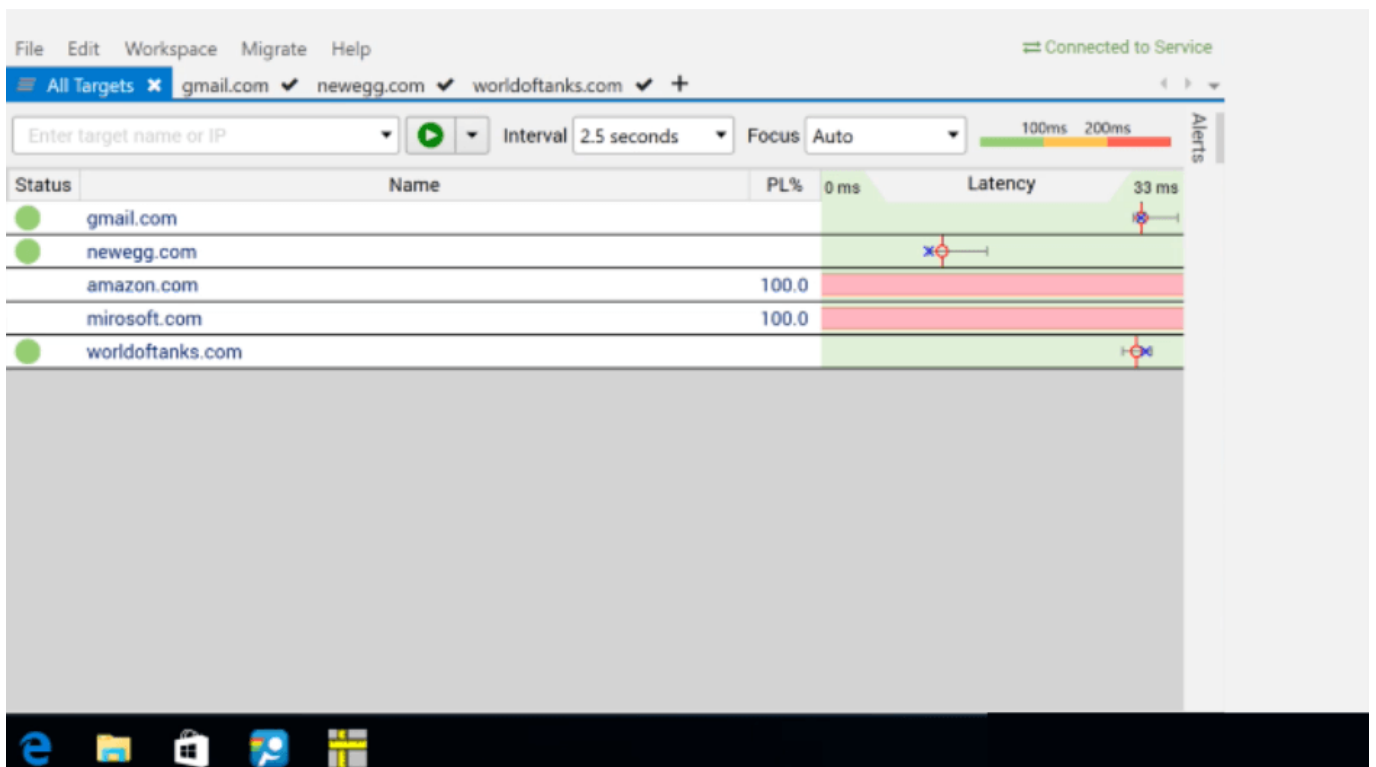 File Edit Workspace Migrate Help Connected to Service
All Targets gmail.com newegg.com worldoftanks.com
Enter target name or IP Interval 2.5 seconds Focus Auto 100ms 200ms
Alerts
Status Name PL% 0 ms Latency 33 ms
gmail.com
newegg.com
amazon.com 100.0
mirosoft.com 100.0
worldoftanks.com